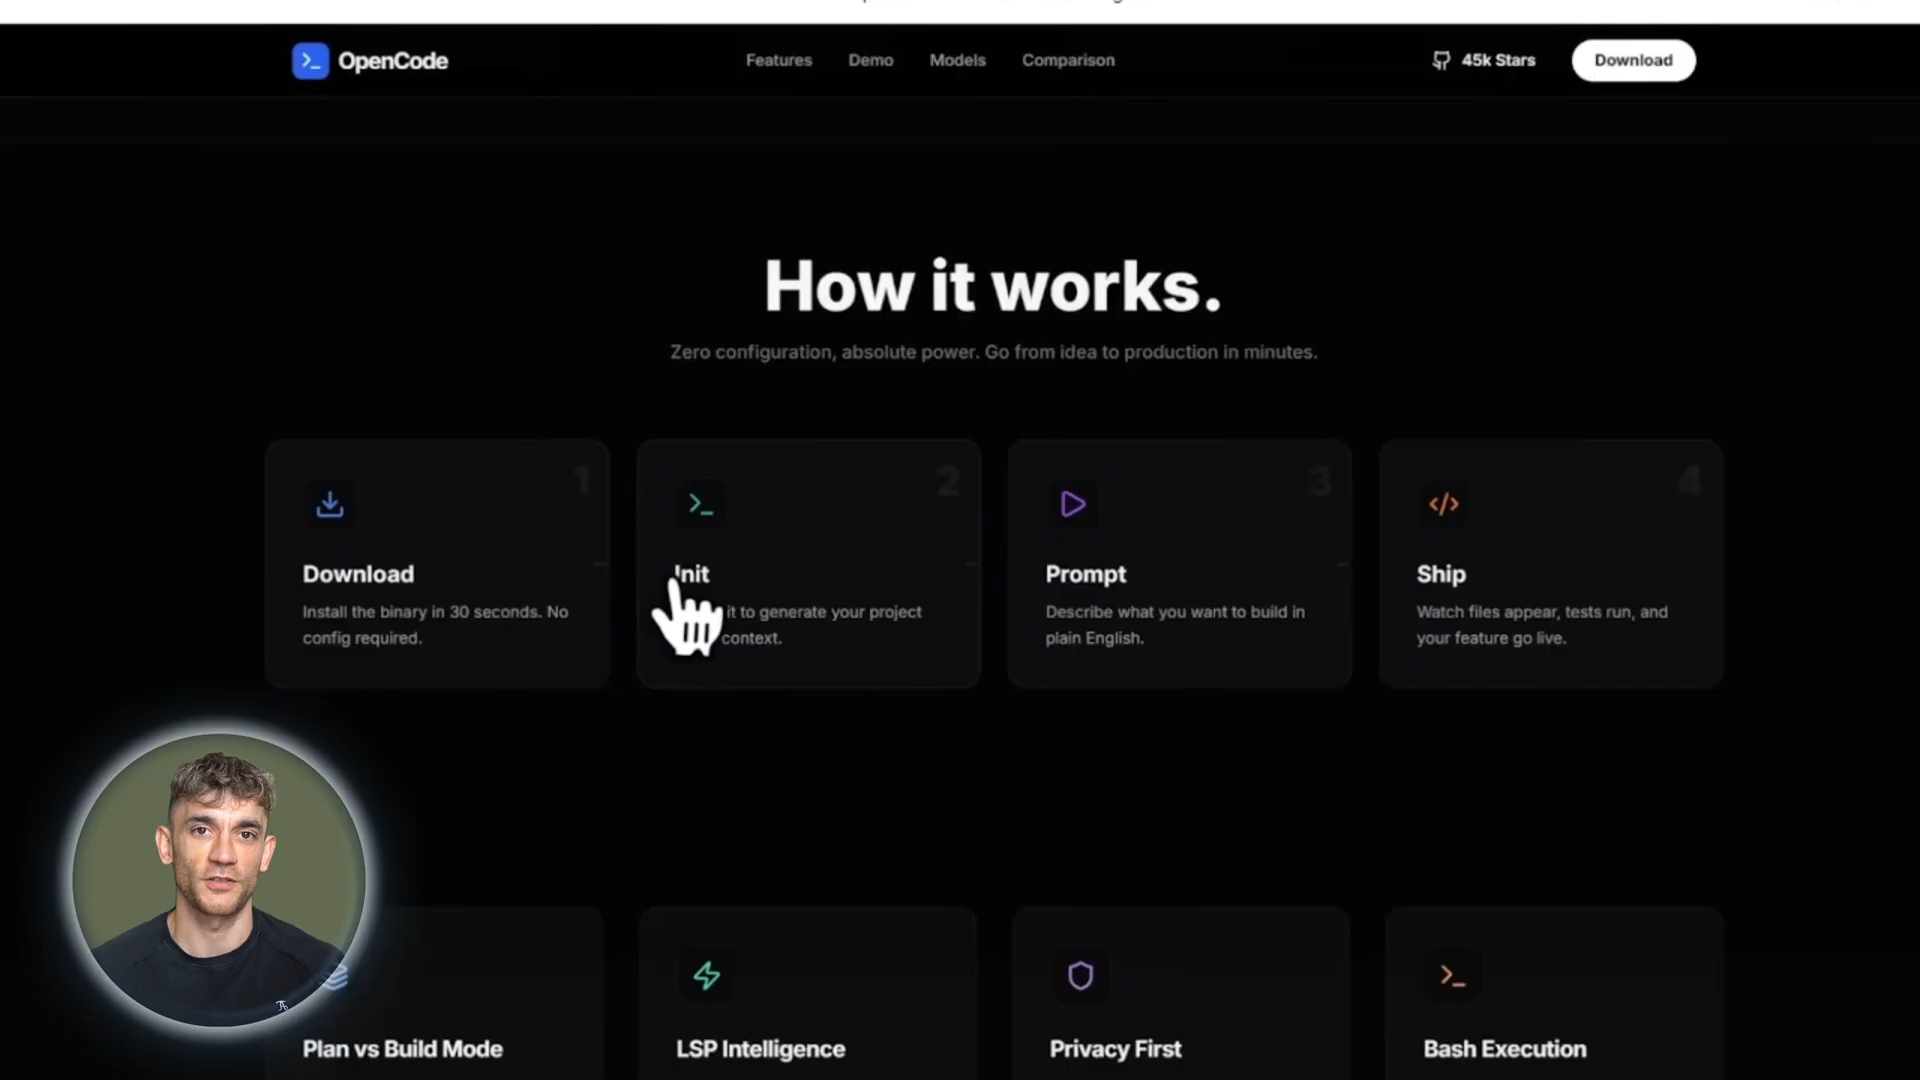 OpenCode
Features
Demo
Models
Comparison
45k Stars
Download
How it works.
Zero configuration, absolute power. Go from idea to production in minutes.
1
Download
Install the binary in 30 seconds. No
config required.
2
Init
it to generate your project
context.
3
Prompt
Describe what you want to build in
plain English.
4
Ship
Watch files appear, tests run, and
your feature go live.
Plan vs Build Mode
LSP Intelligence
Privacy First
Bash Execution